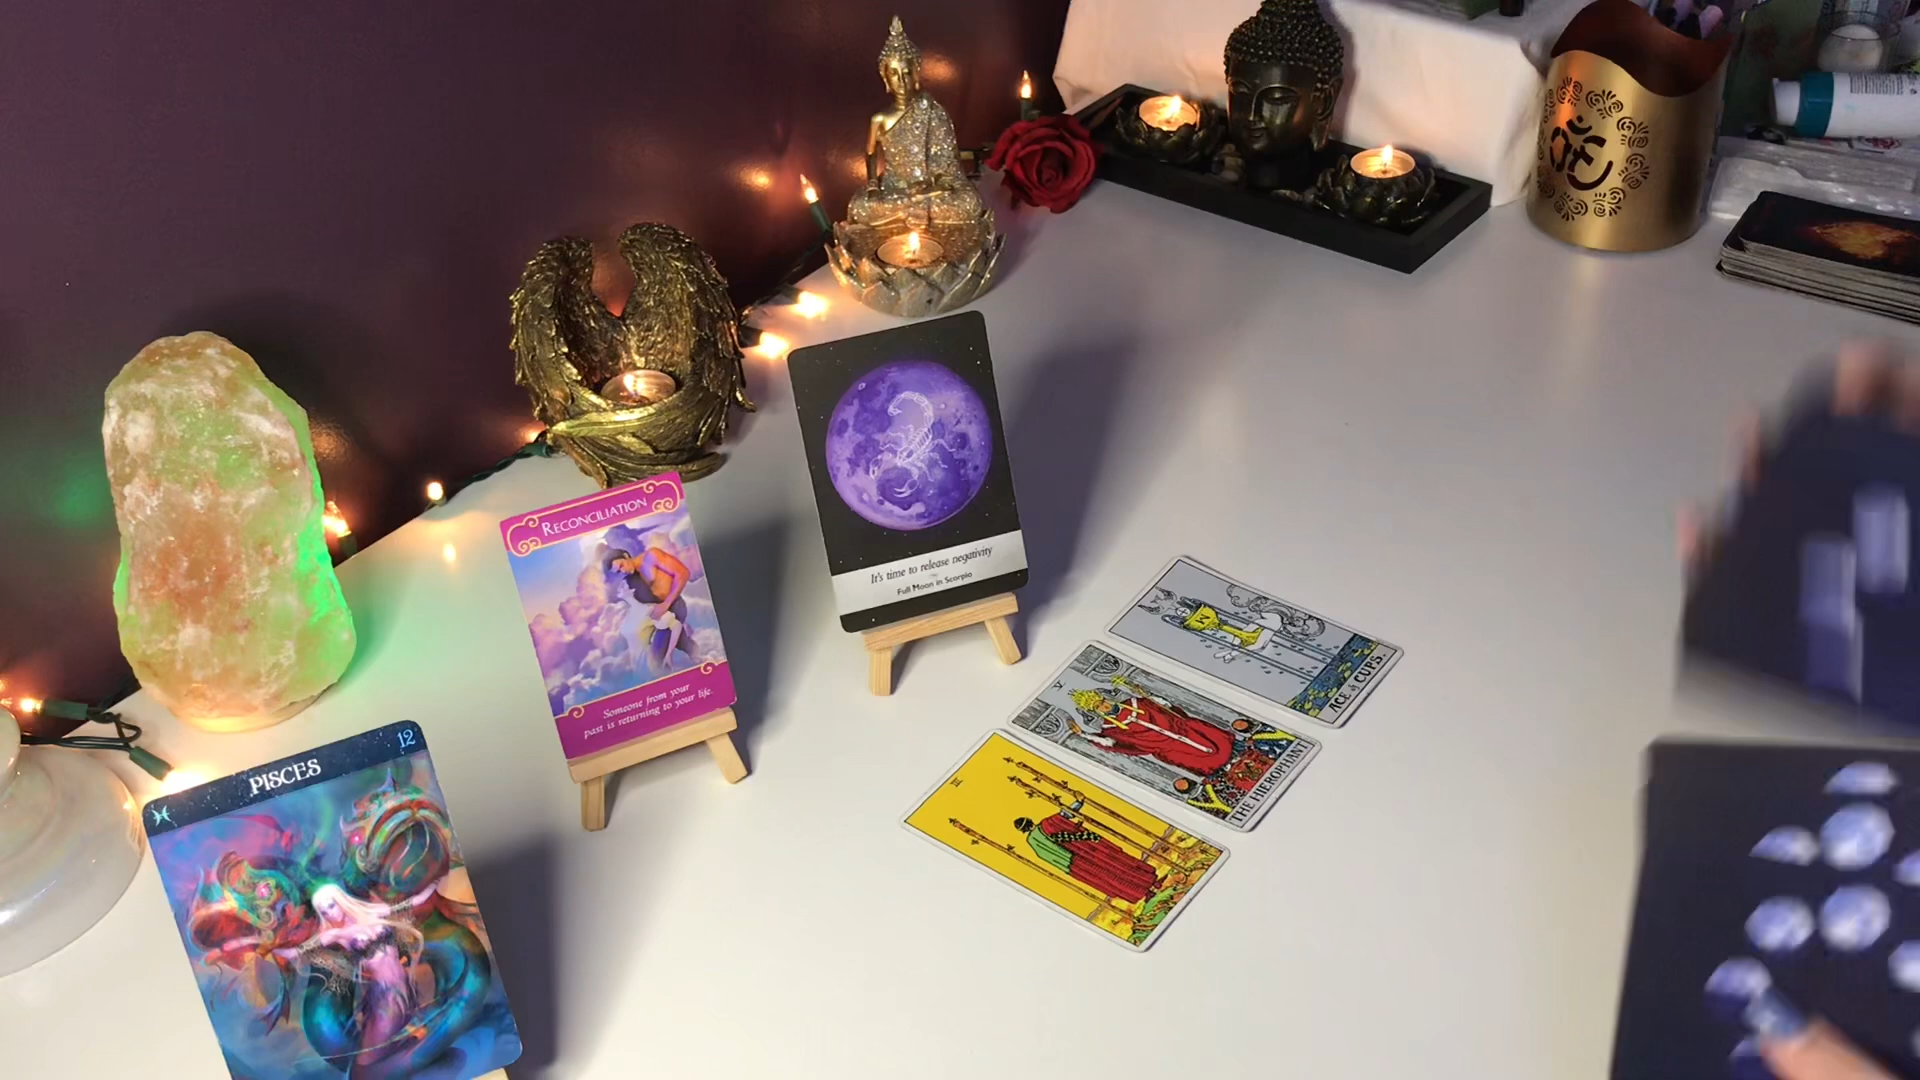 PISCES
12
RECONCILIATION
Someone from your
past is returning to your life.
It's time to release negativity
Full Moon in Scorpio
ACE of CUPS.
V
THE HIEROPHANT
III